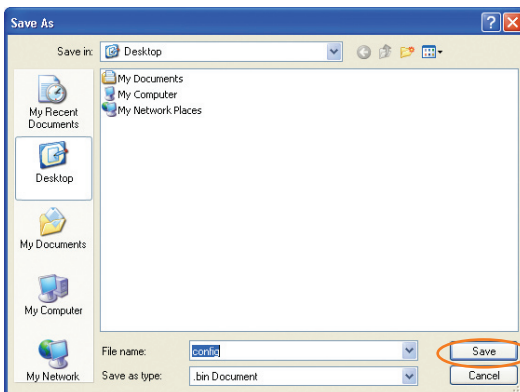 Save As
Save in:
Desktop
My Recent
Documents
Desktop
My Documents
My Computer
My Network
My Documents
My Computer
My Network Places
File name:
config
Save
Save as type:
.bin Document
Cancel